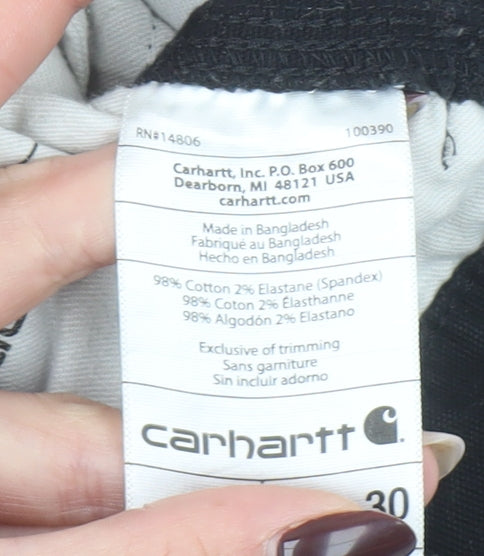 RN#14806 100390
Carhartt, Inc. P.O. Box 600
Dearborn, MI 48121 USA
carhartt.com
Made in Bangladesh
Fabriqué au Bangladesh
Hecho en Bangladesh
98% Cotton 2% Elastane (Spandex)
98% Coton 2% Élasthanne
98% Algodón 2% Elastano
Exclusive of trimming
Sans garniture
Sin incluir adorno
carhartt
30